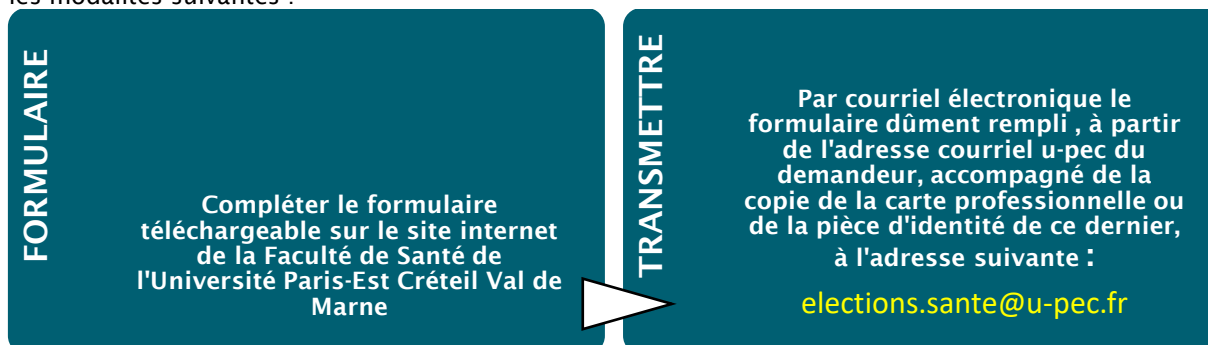 les modalités suivantes :
FORMULAIRE
Compléter le formulaire
téléchargeable sur le site internet
de la Faculté de Santé de
l'Université Paris-Est Créteil Val de
Marne
TRANSMETTRE
Par courriel électronique le
formulaire dûment rempli , à partir
de l'adresse courriel u-pec du
demandeur, accompagné de la
copie de la carte professionnelle ou
de la pièce d'identité de ce dernier,
à l'adresse suivante :
elections.sante@u-pec.fr